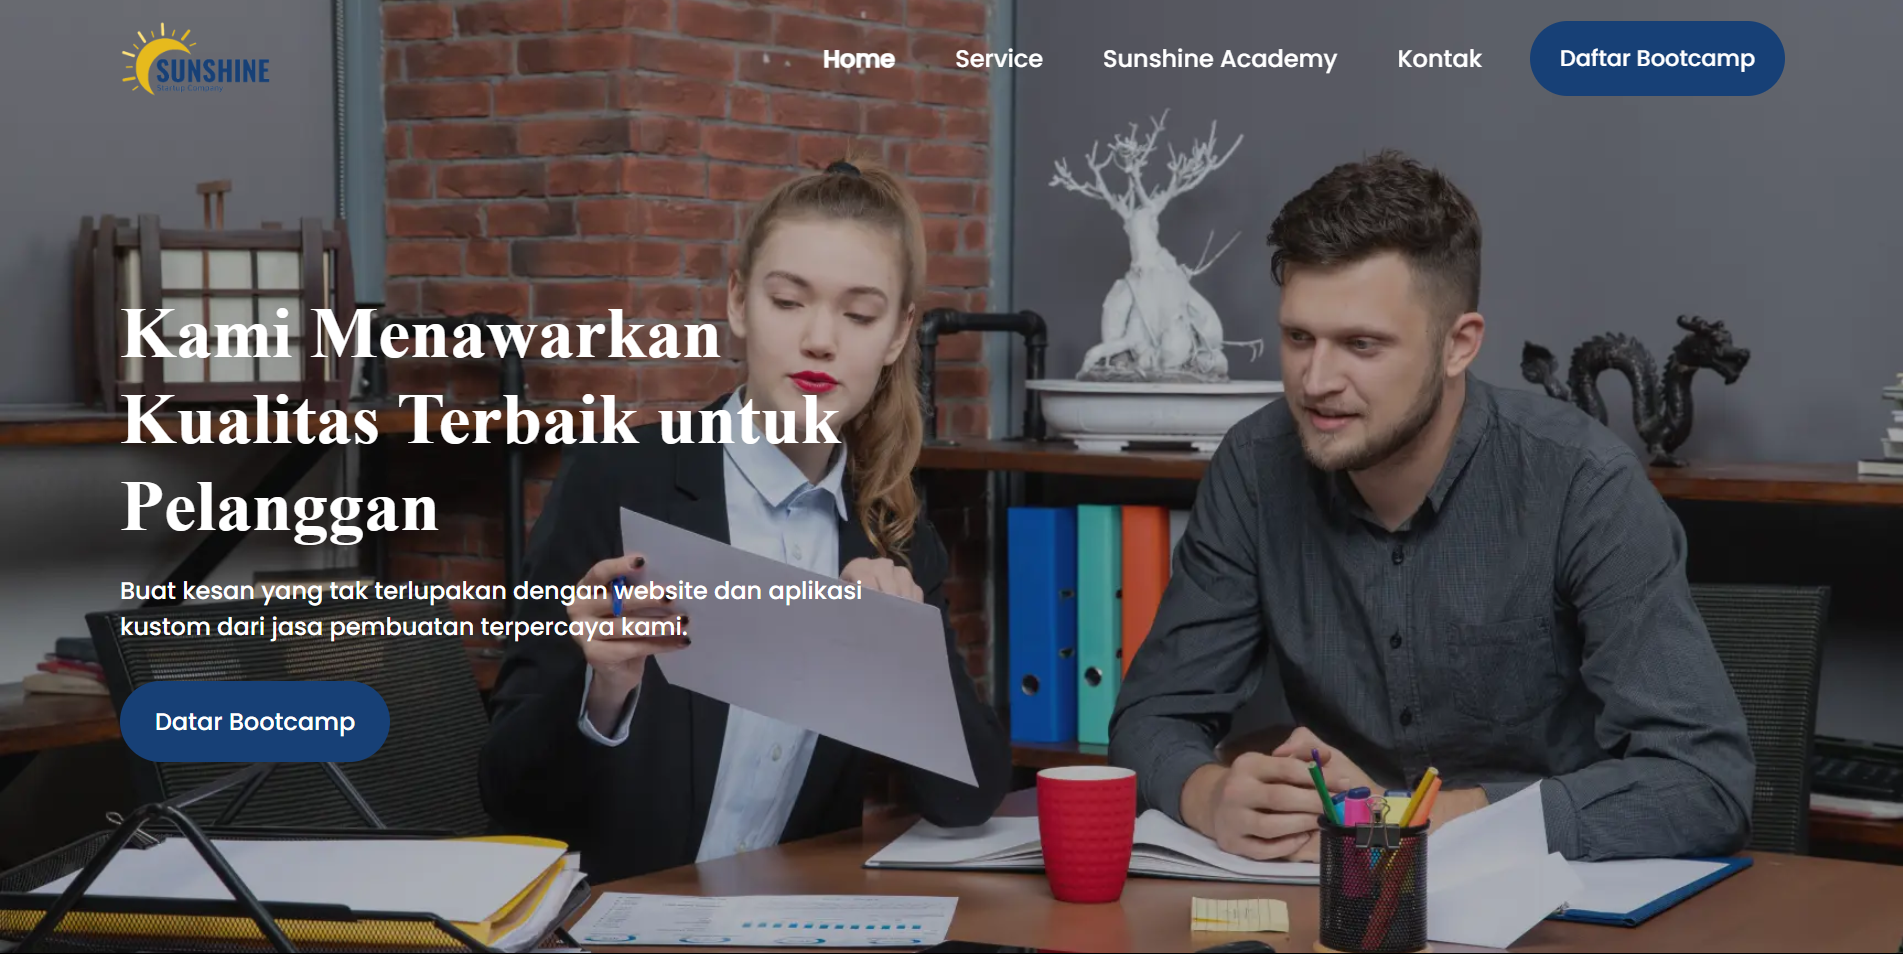 SUNSHINE
Startup Company
Home
Service
Sunshine Academy
Kontak
Daftar Bootcamp
Kami Menawarkan
Kualitas Terbaik untuk
Pelanggan
Buat kesan yang tak terlupakan dengan website dan aplikasi
kustom dari jasa pembuatan terpercaya kami.
Datar Bootcamp